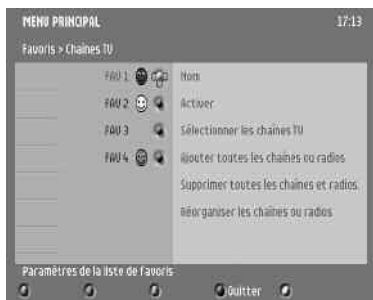 MENU PRINCIPAL 17:13
Favoris > Chaînes TV
FAV 1 Nom
FAV 2 Activer
FAV 3 Sélectionner les chaînes TV
FAV 4 Ajouter toutes les chaînes ou radios
Supprimer toutes les chaînes et radios
Réorganiser les chaînes ou radios
Paramètres de la liste de favoris
Quitter